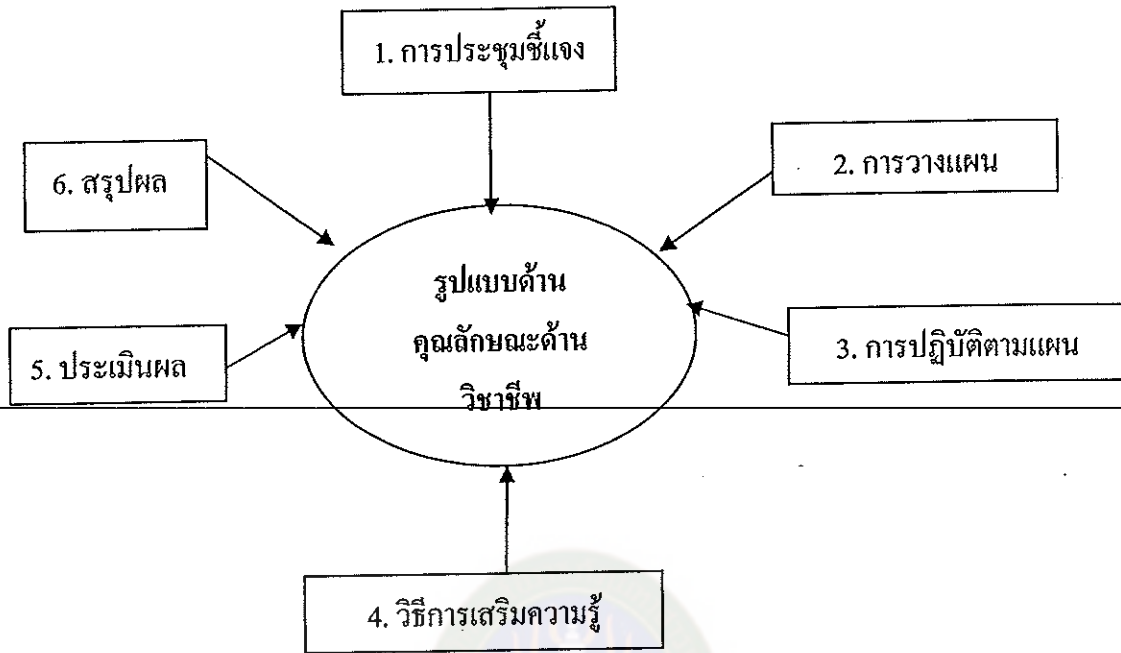 1. การประชุมชี้แจง
2. การวางแผน
6. สรุปผล
รูปแบบด้าน
คุณลักษณะด้าน
วิชาชีพ
3. การปฏิบัติตามแผน
5. ประเมินผล
4. วิธีการเสริมความรู้